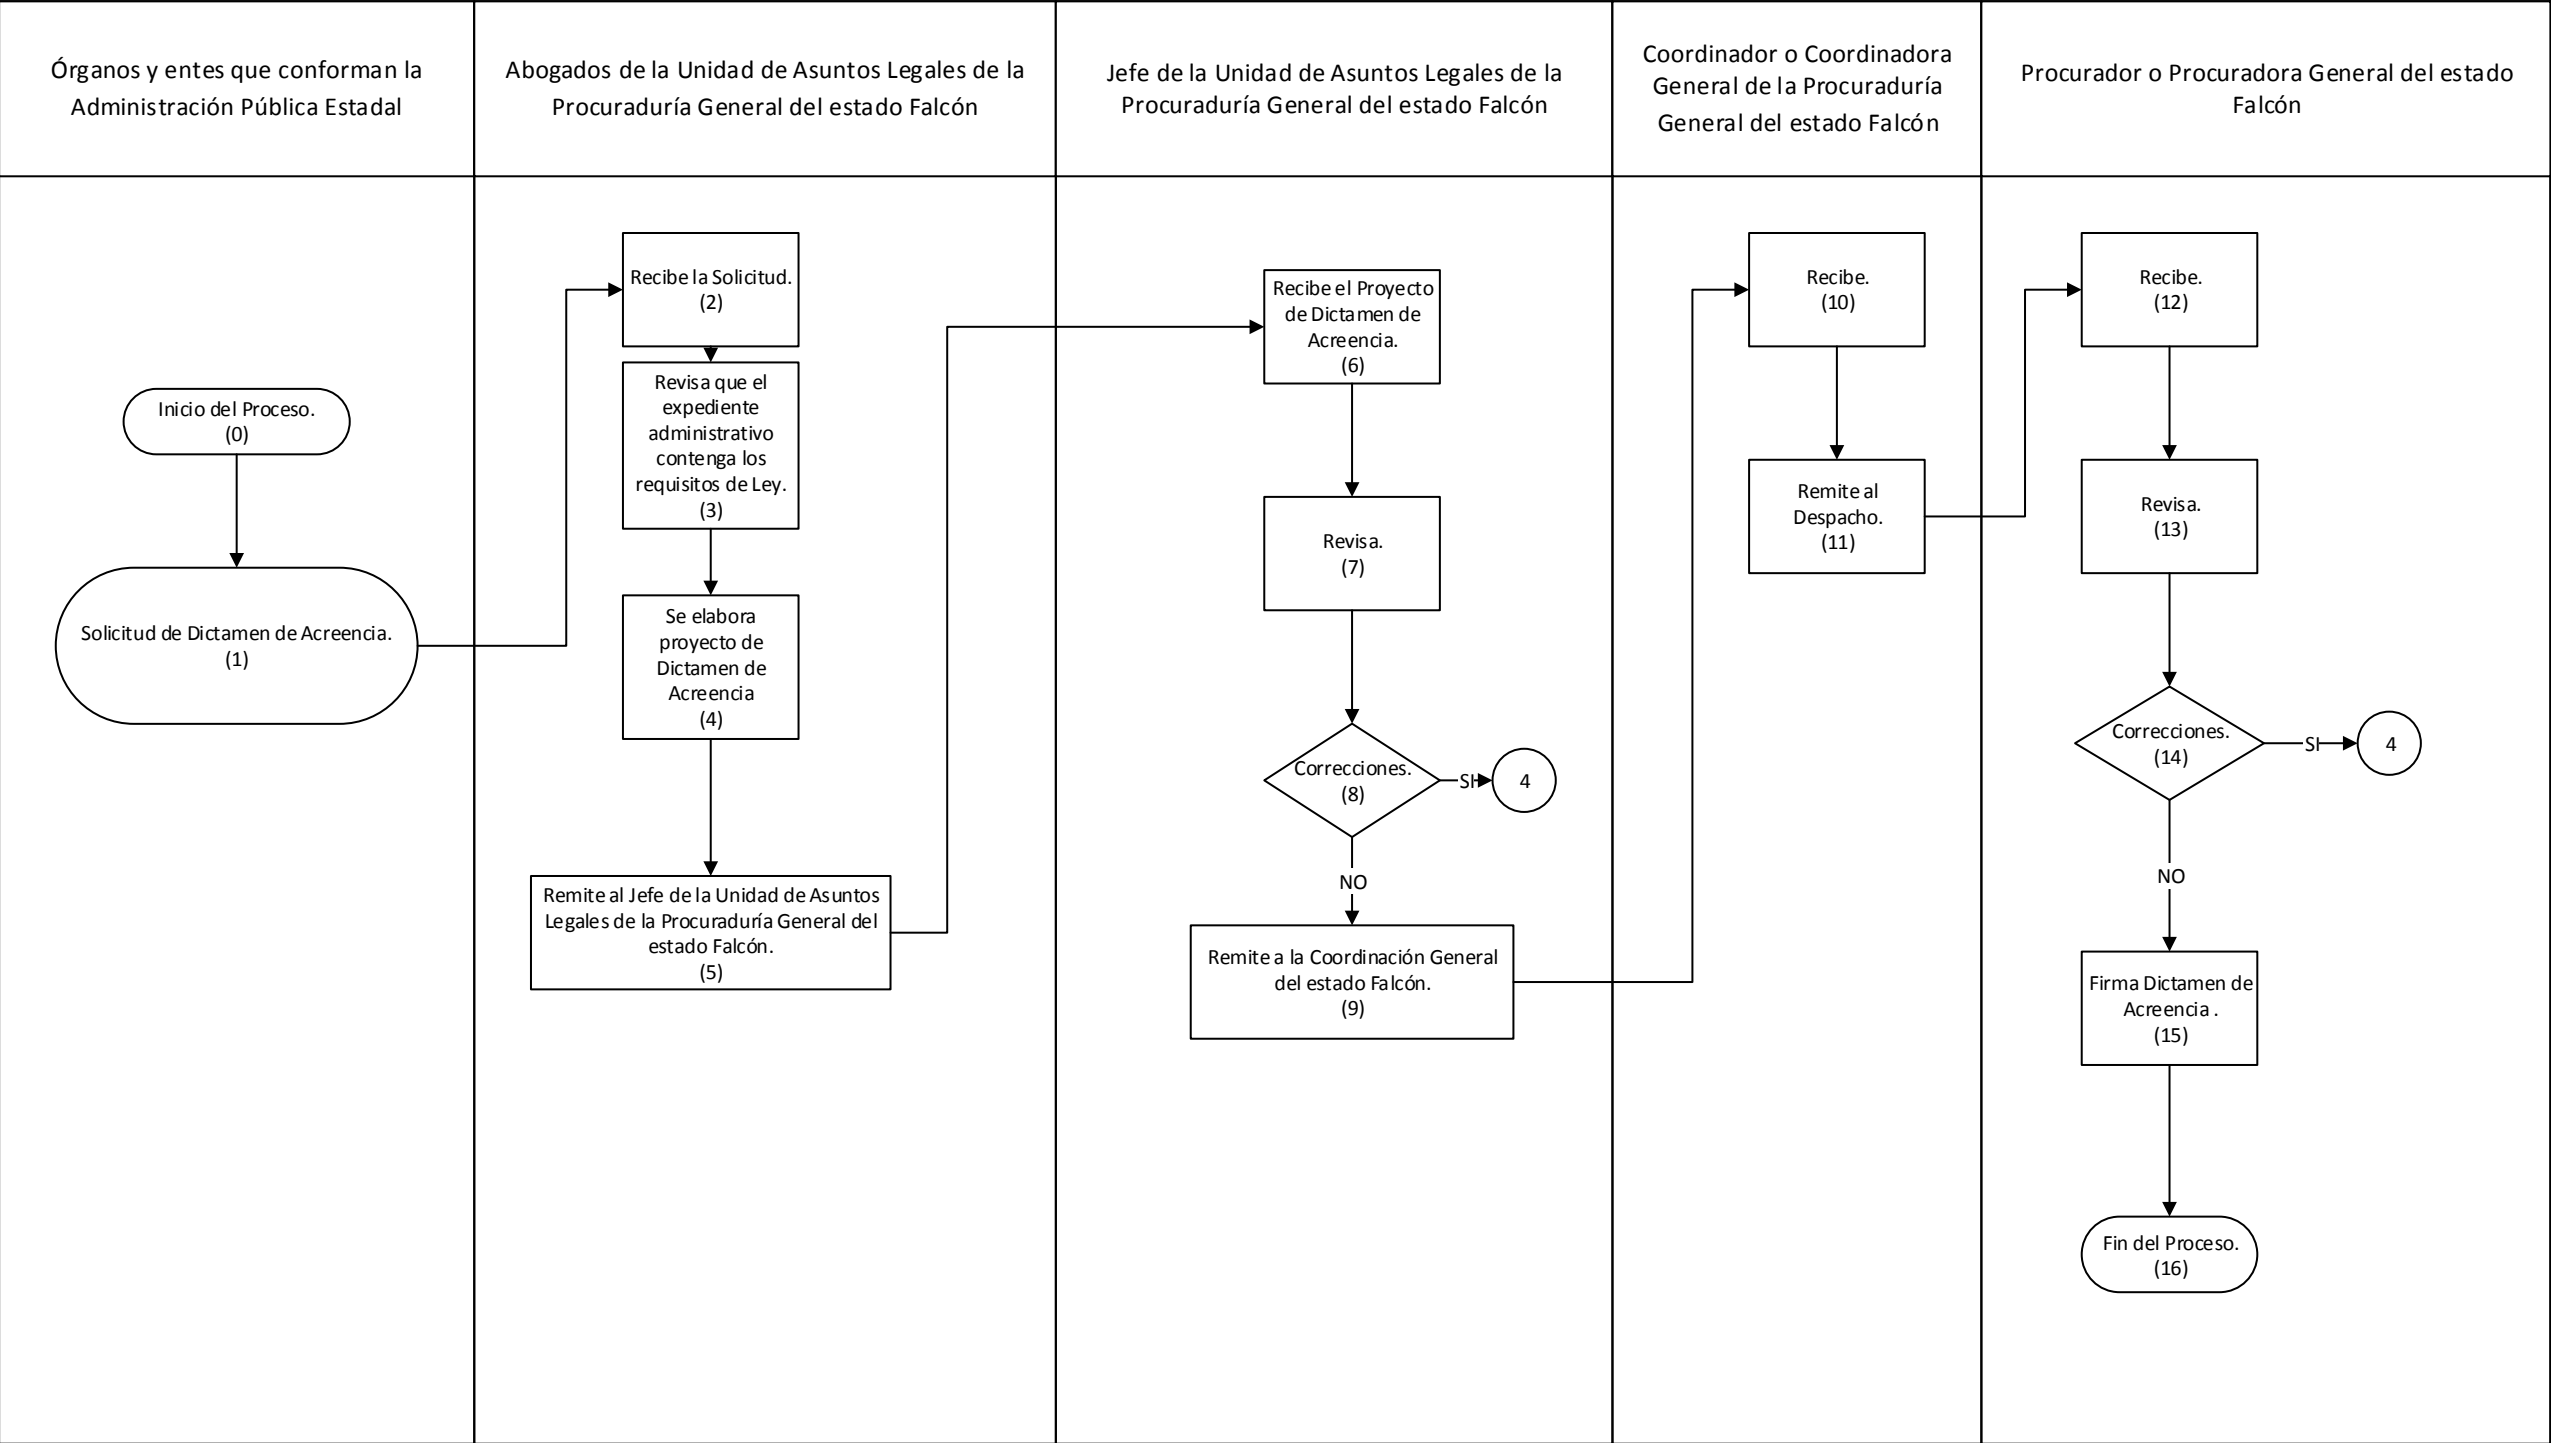 Órganos y entes que conforman la
Administración Pública Estadal
Abogados de la Unidad de Asuntos Legales de la
Procuraduría General del estado Falcón
Jefe de la Unidad de Asuntos Legales de la
Procuraduría General del estado Falcón
Coordinador o Coordinadora
General de la Procuraduría
General del estado Falcón
Procurador o Procuradora General del estado
Falcón
Inicio del Proceso.
(0)
Solicitud de Dictamen de Acreencia.
(1)
Recibe la Solicitud.
(2)
Revisa que el
expediente
administrativo
contenga los
requisitos de Ley.
(3)
Se elabora
proyecto de
Dictamen de
Acreencia
(4)
Remite al Jefe de la Unidad de Asuntos
Legales de la Procuraduría General del
estado Falcón.
(5)
Recibe el Proyecto
de Dictamen de
Acreencia.
(6)
Revisa.
(7)
Correcciones.
(8)
SI
4
NO
Remite a la Coordinación General
del estado Falcón.
(9)
Recibe.
(10)
Remite al
Despacho.
(11)
Recibe.
(12)
Revisa.
(13)
Correcciones.
(14)
SI
4
NO
Firma Dictamen de
Acreencia .
(15)
Fin del Proceso.
(16)